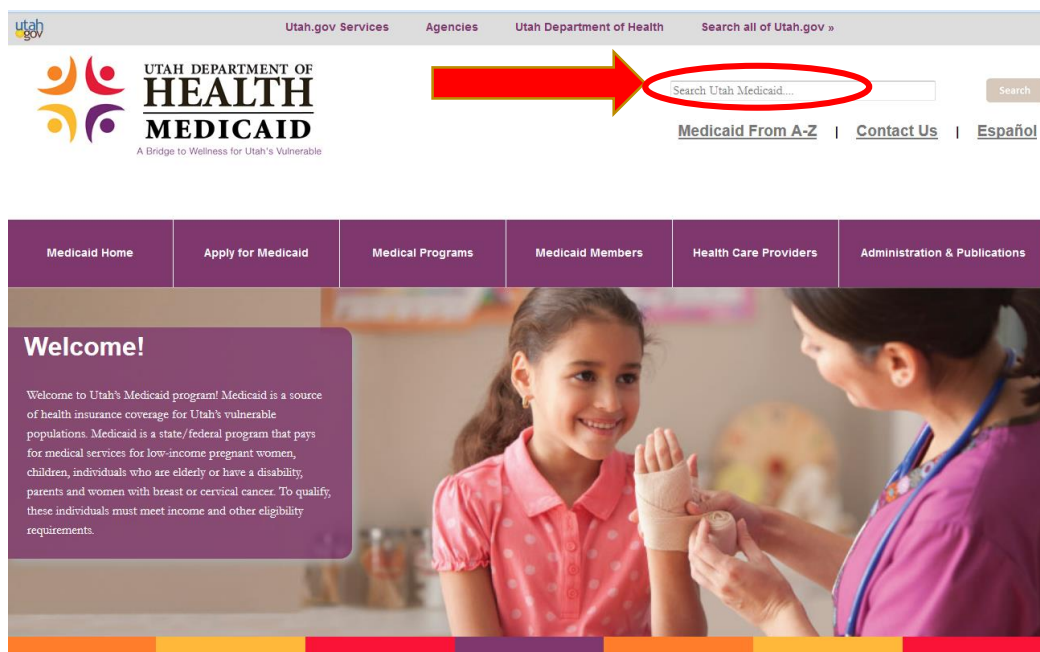 utah
gov
Utah.gov Services Agencies Utah Department of Health Search all of Utah.gov »
UTAH DEPARTMENT OF
HEALTH
MEDICAID
A Bridge to Wellness for Utah's Vulnerable
Search Utah Medicaid....
Search
Medicaid From A-Z | Contact Us | Español
Medicaid Home Apply for Medicaid Medical Programs Medicaid Members Health Care Providers Administration & Publications
Welcome!
Welcome to Utah's Medicaid program! Medicaid is a source
of health insurance coverage for Utah's vulnerable
populations. Medicaid is a state/federal program that pays
for medical services for low-income pregnant women,
children, individuals who are elderly or have a disability,
parents and women with breast or cervical cancer. To qualify,
these individuals must meet income and other eligibility
requirements.